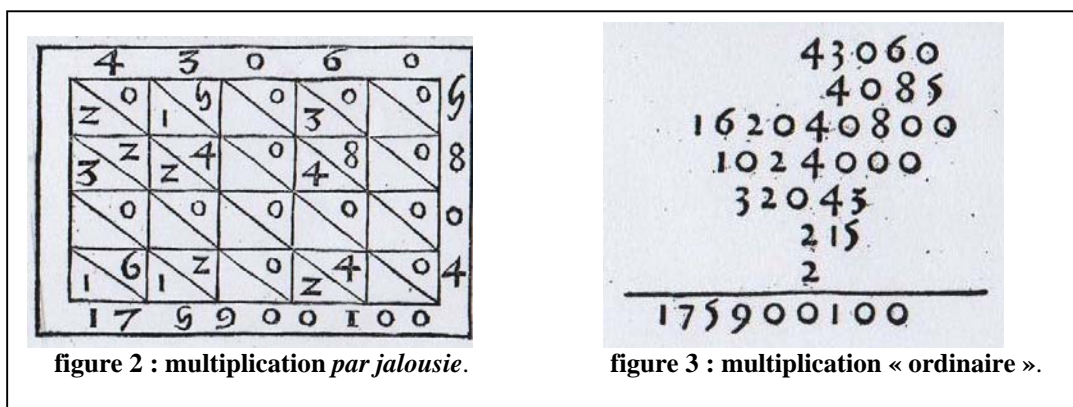 4 3 0 6 0
0 5 0 0 0 5
2 1 3
2 4 0 8 0 8
3 2 4
0 0 0 0 0 0
6 2 0 4 0 4
1 1 2
1 7 5 9 0 0 1 0 0
figure 2 : multiplication par jalousie.
43060
4085
162040800
1024000
32045
215
2
175900100
figure 3 : multiplication « ordinaire ».